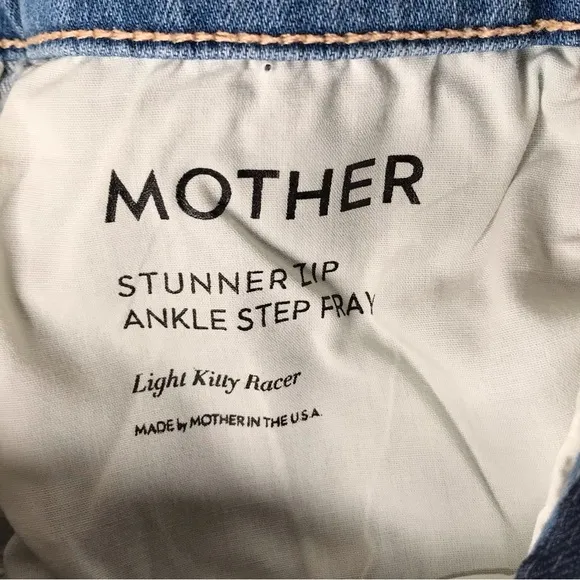 MOTHER
STUNNER ZIP
ANKLE STEP FRAY
Light Kitty Racer
MADE by MOTHER IN THE U.S.A.